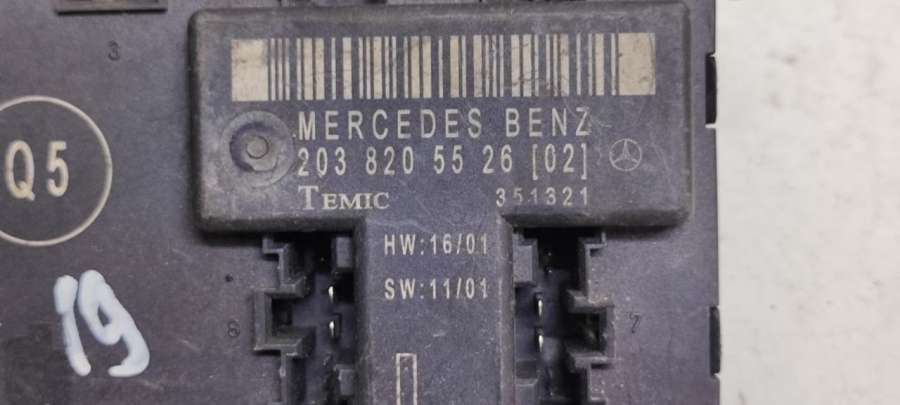 3
MERCEDES BENZ
203 820 55 26 [02]
TEMIC 351321
Q5
HW:16/01
SW:11/01
19
8 7